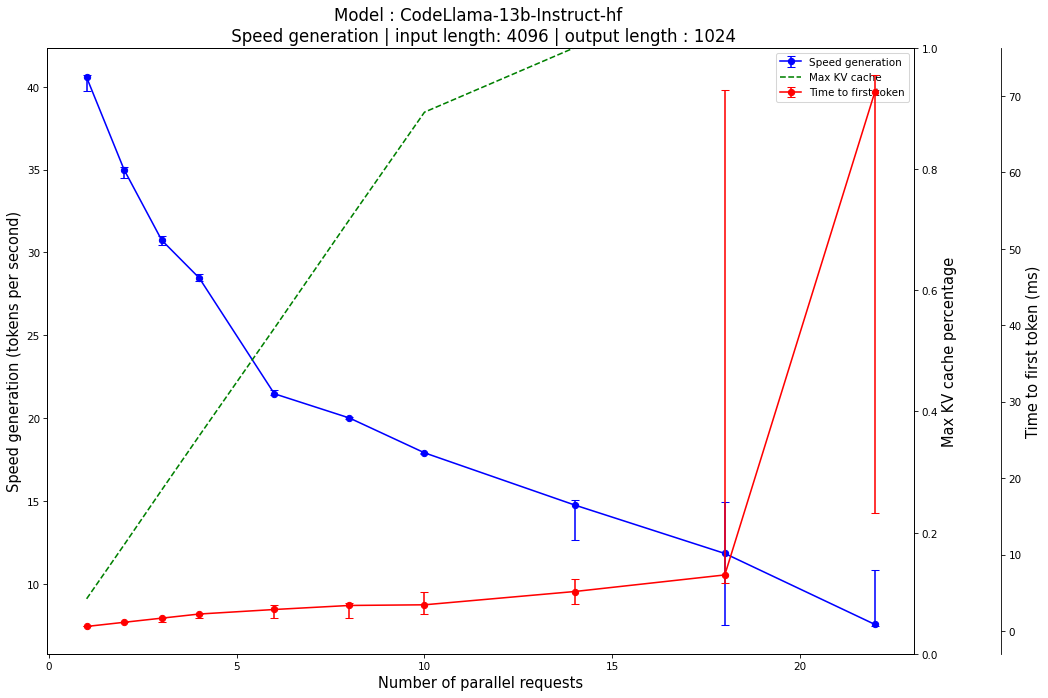 Model : CodeLlama-13b-Instruct-hf
Speed generation | input length: 4096 | output length : 1024
Speed generation
Max KV cache
Time to first token
Speed generation (tokens per second)
40
35
30
25
20
15
10
1.0
0.8
0.6
0.4
0.2
0.0
Max KV cache percentage
70
60
50
40
30
20
10
0
Time to first token (ms)
0 5 10 15 20
Number of parallel requests